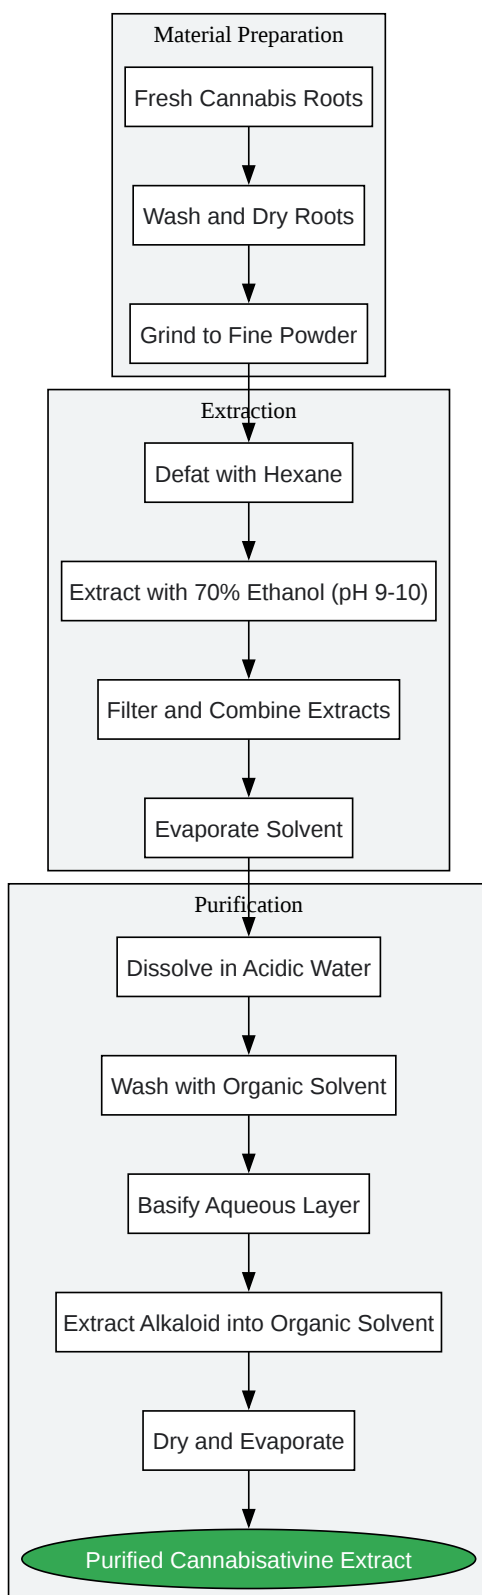 Material Preparation
Fresh Cannabis Roots
Wash and Dry Roots
Grind to Fine Powder
Extraction
Defat with Hexane
Extract with 70% Ethanol (pH 9-10)
Filter and Combine Extracts
Evaporate Solvent
Purification
Dissolve in Acidic Water
Wash with Organic Solvent
Basify Aqueous Layer
Extract Alkaloid into Organic Solvent
Dry and Evaporate
Purified Cannabisativine Extract